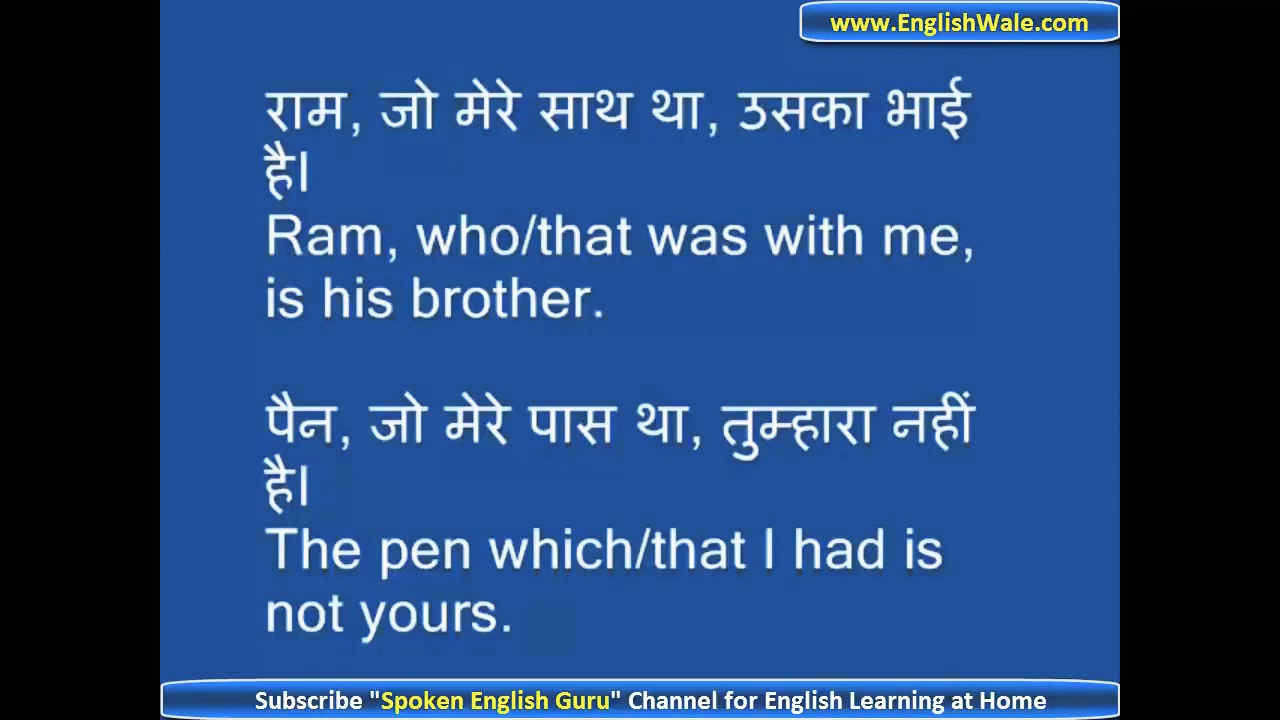 www.EnglishWale.com
राम, जो मेरे साथ था, उसका भाई
है।
Ram, who/that was with me,
is his brother.
पैन, जो मेरे पास था, तुम्हारा नहीं
है।
The pen which/that I had is
not yours.
Subscribe "Spoken English Guru" Channel for English Learning at Home